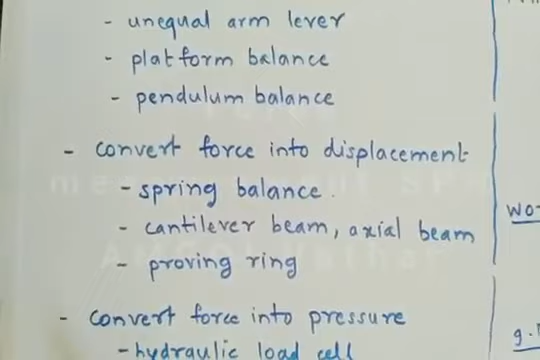 - unequal arm lever
- platform balance
- pendulum balance
- convert force into displacement
- spring balance
- cantilever beam, axial beam
- proving ring
- convert force into pressure
- hydraulic load cell